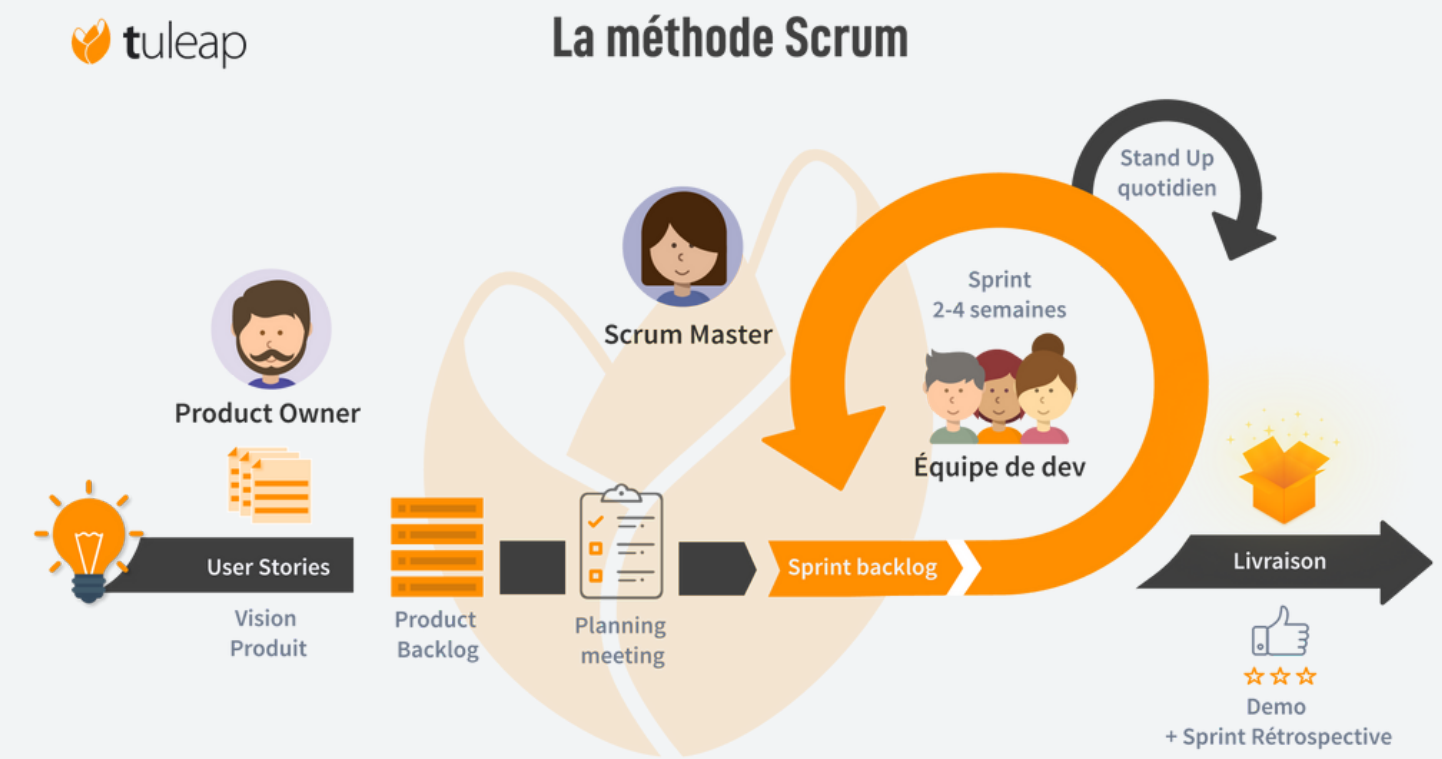 tuleap
La méthode Scrum
Stand Up
quotidien
Sprint
2-4 semaines
Scrum Master
Product Owner
Équipe de dev
User Stories
Sprint backlog
Livraison
Vision
Produit
Product
Backlog
Planning
meeting
Demo
+ Sprint Rétrospective